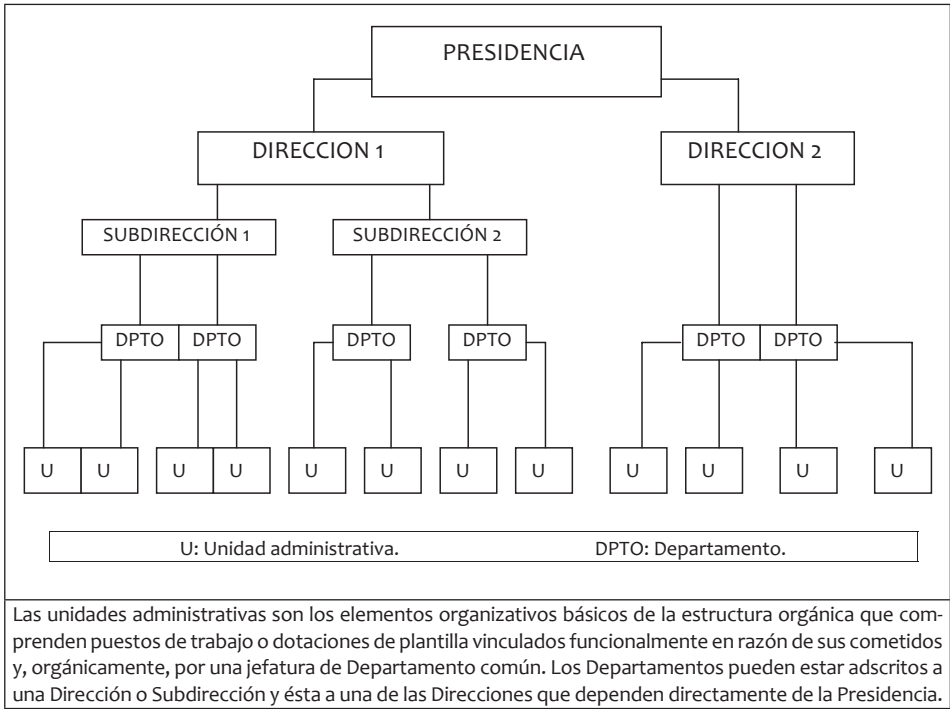 PRESIDENCIA
DIRECCION 1 DIRECCION 2
SUBDIRECCIÓN 1 SUBDIRECCIÓN 2
DPTO DPTO DPTO DPTO DPTO DPTO
U U U U U U U U U U U U
U: Unidad administrativa. DPTO: Departamento.
Las unidades administrativas son los elementos organizativos básicos de la estructura orgánica que com-
prenden puestos de trabajo o dotaciones de plantilla vinculados funcionalmente en razón de sus cometidos
y, orgánicamente, por una jefatura de Departamento común. Los Departamentos pueden estar adscritos a
una Dirección o Subdirección y ésta a una de las Direcciones que dependen directamente de la Presidencia.